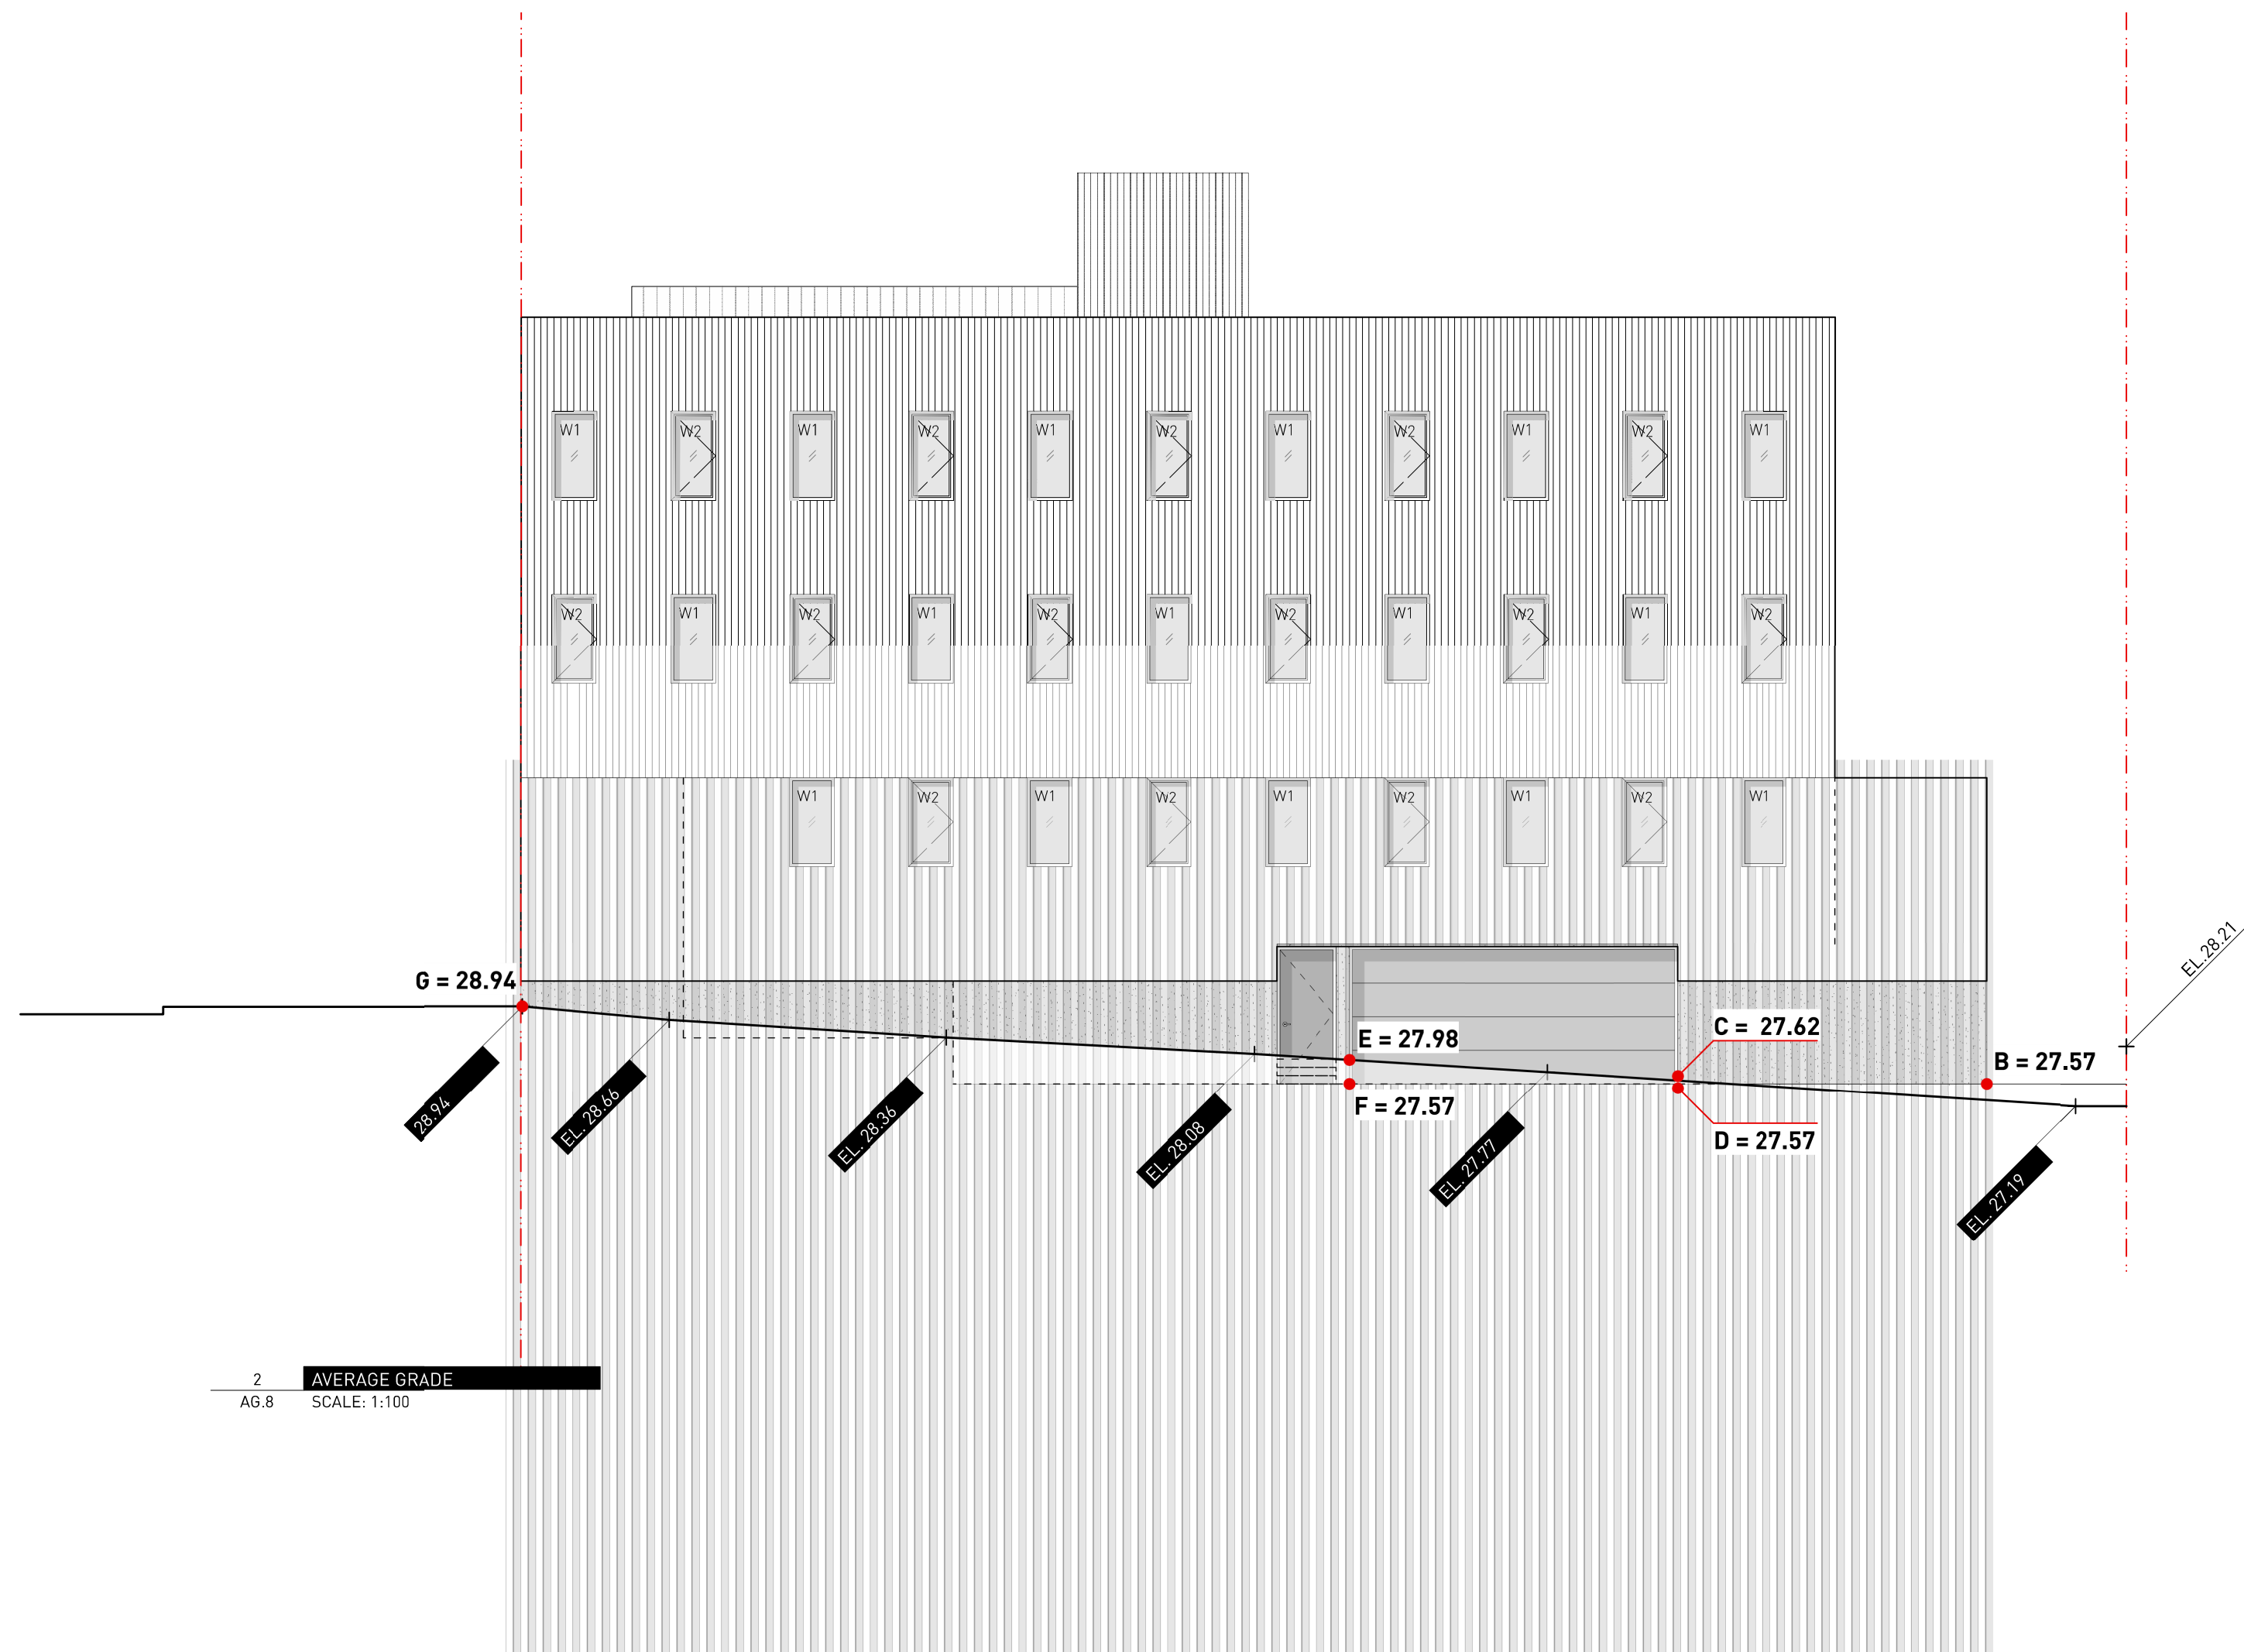 W1 W2 W1 W2 W1 W2 W1 W2 W1 W2 W1
W2 W1 W2 W1 W2 W1 W2 W1 W2 W1 W2
W1 W2 W1 W2 W1 W2 W1 W2 W1
EL.28.21
G = 28.94
E = 27.98
C = 27.62
B = 27.57
F = 27.57
D = 27.57
28.94
EL. 28.66
EL. 28.36
EL. 28.08
EL. 27.77
EL. 27.19
2 AVERAGE GRADE
AG.8 SCALE: 1:100